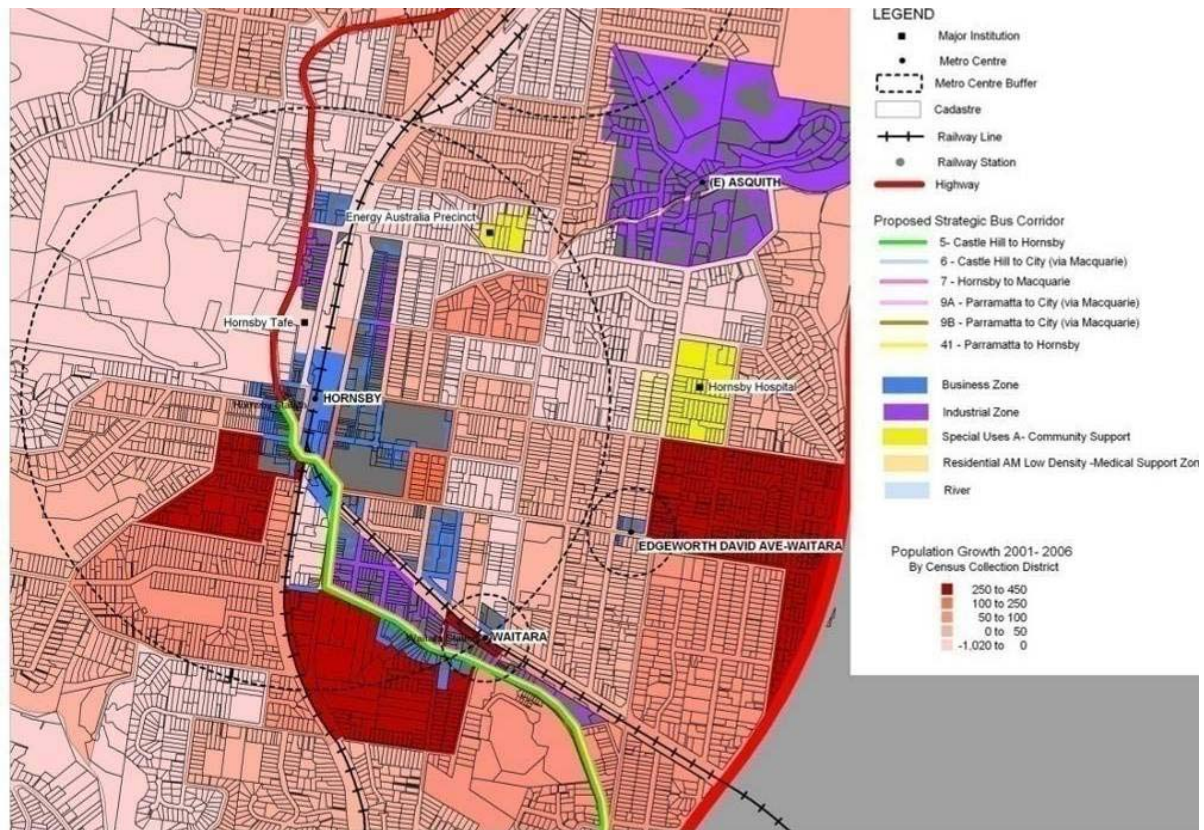 LEGEND
Major Institution
Metro Centre
Metro Centre Buffer
Cadastre
Railway Line
Railway Station
Highway
Proposed Strategic Bus Corridor
5- Castle Hill to Hornsby
6 - Castle Hill to City (via Macquarie)
7 - Hornsby to Macquarie
9A - Parramatta to City (via Macquarie)
9B - Parramatta to City (via Macquarie)
41 - Parramatta to Hornsby
Business Zone
Industrial Zone
Special Uses A- Community Support
Residential AM Low Density -Medical Support Zon
River
Population Growth 2001- 2006
By Census Collection District
250 to 450
100 to 250
50 to 100
0 to 50
-1,020 to 0
(E) ASQUITH
Energy Australia Precinct
Hornsby Tafe
Hornsby Hospital
HORNSBY
EDGEWORTH DAVID AVE-WAITARA
WAITARA